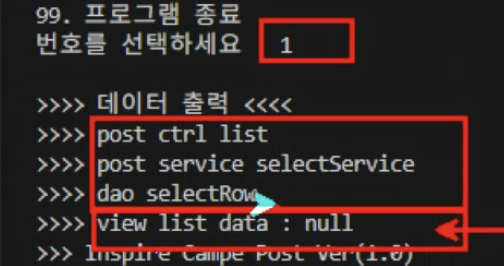 99. 프로그램 종료
번호를 선택하세요 1
>>>> 데이터 출력 <<<<
>>>> post ctrl list
>>>> post service selectService
>>>> dao selectRow
>>>> view list data : null
>>> Inspire Campe Post Ver(1.0)